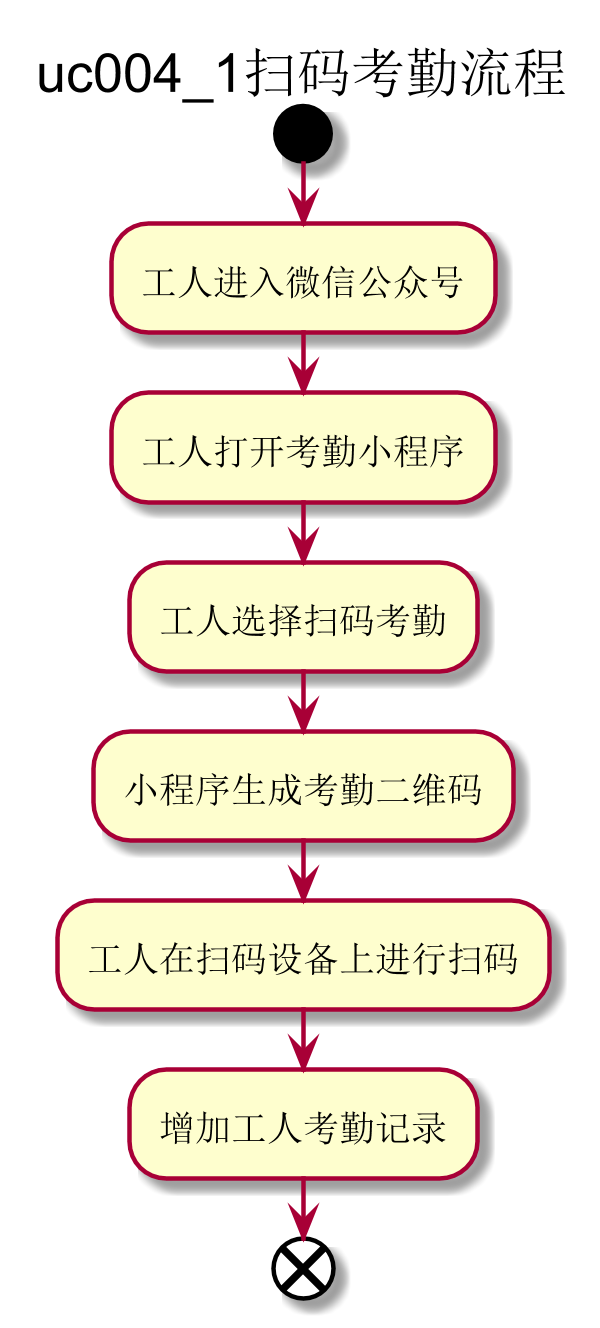 uc004_1扫码考勤流程
工人进入微信公众号
工人打开考勤小程序
工人选择扫码考勤
小程序生成考勤二维码
工人在扫码设备上进行扫码
增加工人考勤记录